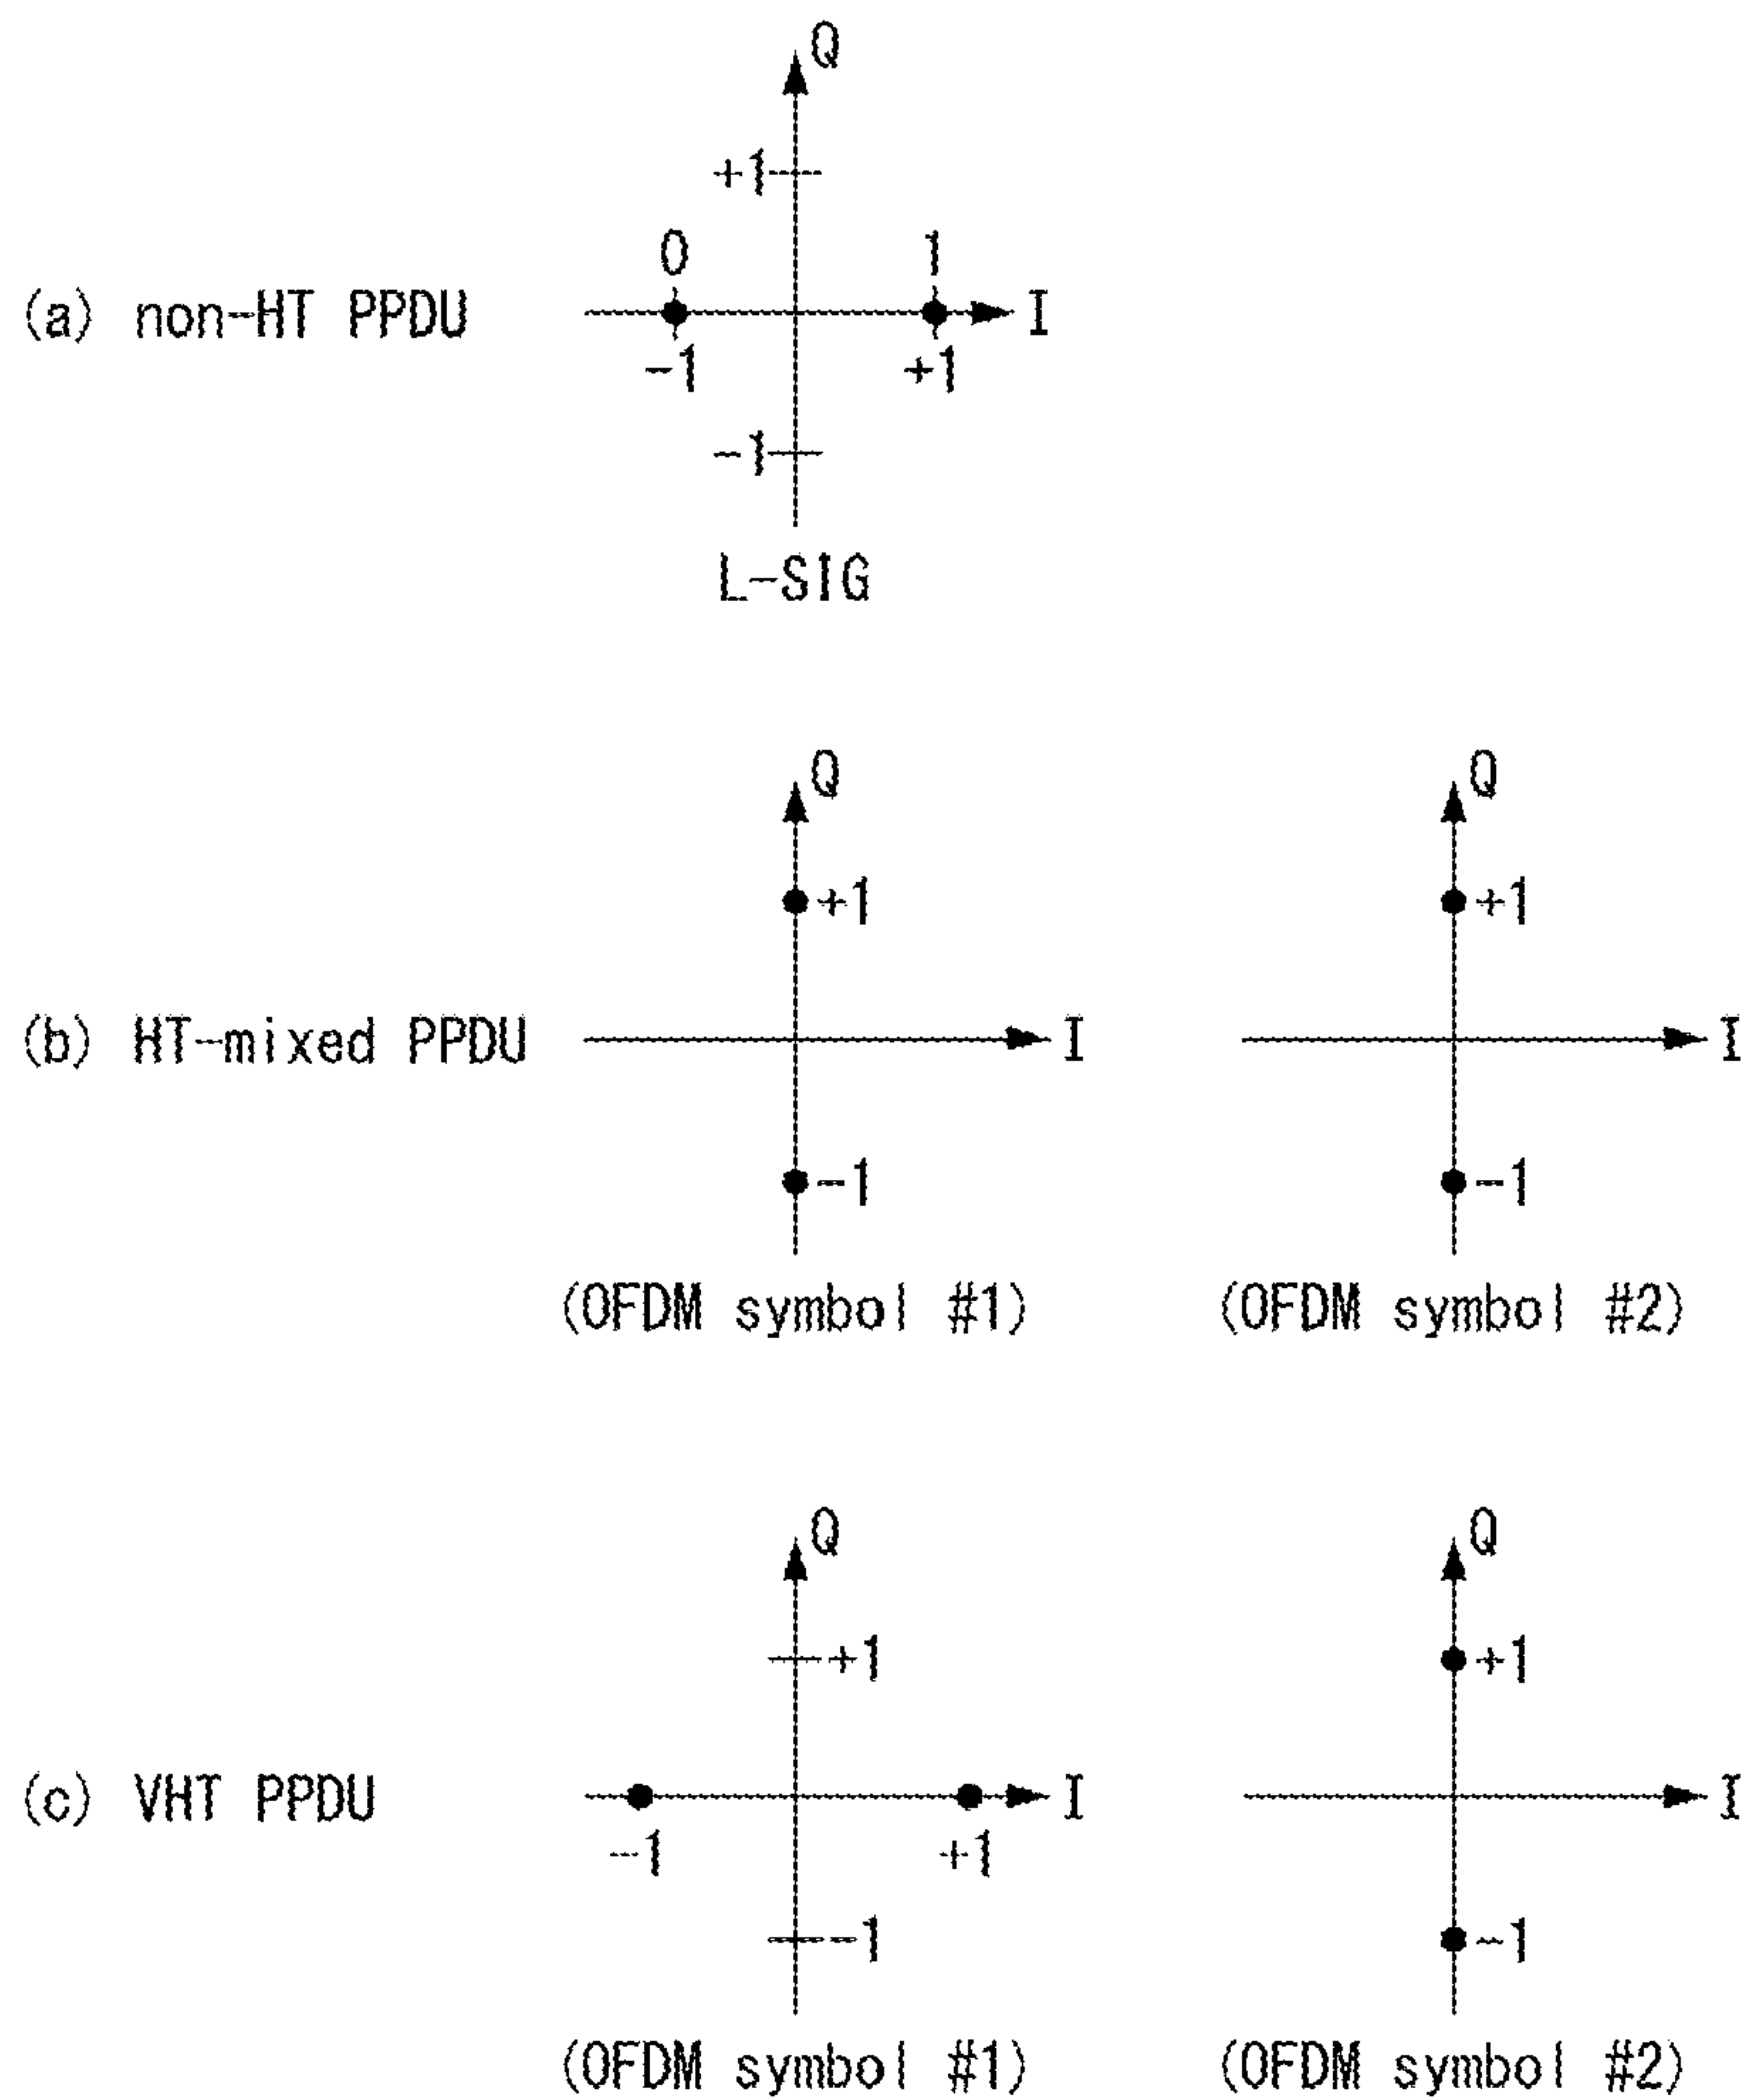 Q
+1
0 1
(a) non-HT PPDU I
-1 +1
-1
L-SIG
Q Q
+1 +1
(b) HT-mixed PPDU I I
-1 -1
(OFDM symbol #1) (OFDM symbol #2)
Q Q
+1 +1
(c) VHT PPDU I I
-1 +1
-1 -1
(OFDM symbol #1) (OFDM symbol #2)